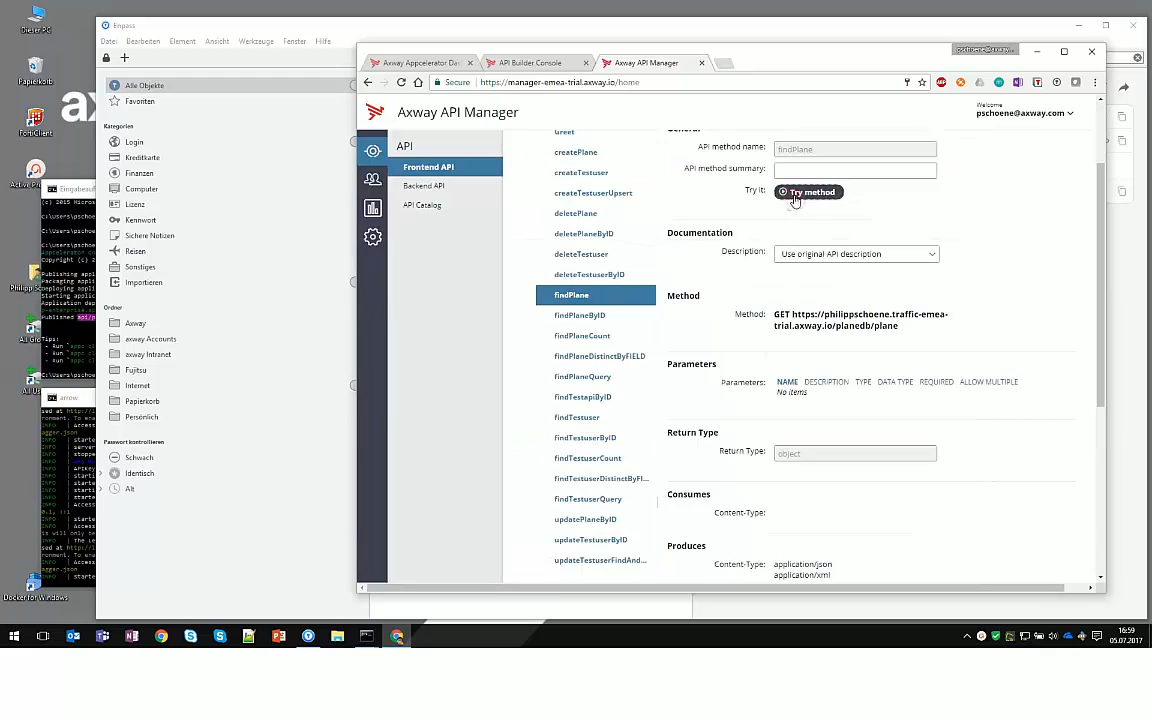 Dieser PC
Papierkorb
FortiClient
Enpass
Datei Bearbeiten Element Ansicht Werkzeuge Fenster Hilfe
Alle Objekte
Favoriten
Kategorien
Login
Kreditkarte
Finanzen
Computer
Lizenz
Kennwort
Sichere Notizen
Reisen
Sonstiges
Importieren
Ordner
Axway
axway Accounts
axway Intranet
Fujitsu
Internet
Papierkorb
Persönlich
Passwort kontrollieren
Schwach
Identisch
Alt
Docker for Windows
pschoene@axway...
API Builder Console
Axway API Manager
Secure
https://manager-emea-trial.axway.io/home
Axway API Manager
Welcome
pschoene@axway.com
API
Frontend API
Backend API
API Catalog
Greet
createPlane
createTestuser
createTestuserUpsert
deletePlane
deletePlaneByID
deleteTestuser
deleteTestuserByID
findPlane
findPlaneByID
findPlaneCount
findPlaneDistinctByFIELD
findPlaneQuery
findTestapiByID
findTestuser
findTestuserByID
findTestuserCount
findTestuserDistinctByFI...
findTestuserQuery
updatePlaneByID
updateTestuserByID
updateTestuserFindAnd...
General
API method name: findPlane
API method summary:
Try it: Try method
Documentation
Description: Use original API description
Method
Method: GET https://philippschoene.traffic-emea-
trial.axway.io/planedb/plane
Parameters
Parameters: NAME DESCRIPTION TYPE DATA TYPE REQUIRED ALLOW MULTIPLE
No items
Return Type
Return Type: object
Consumes
Content-Type:
Produces
Content-Type: application/json
application/xml
16:59
05.07.2017